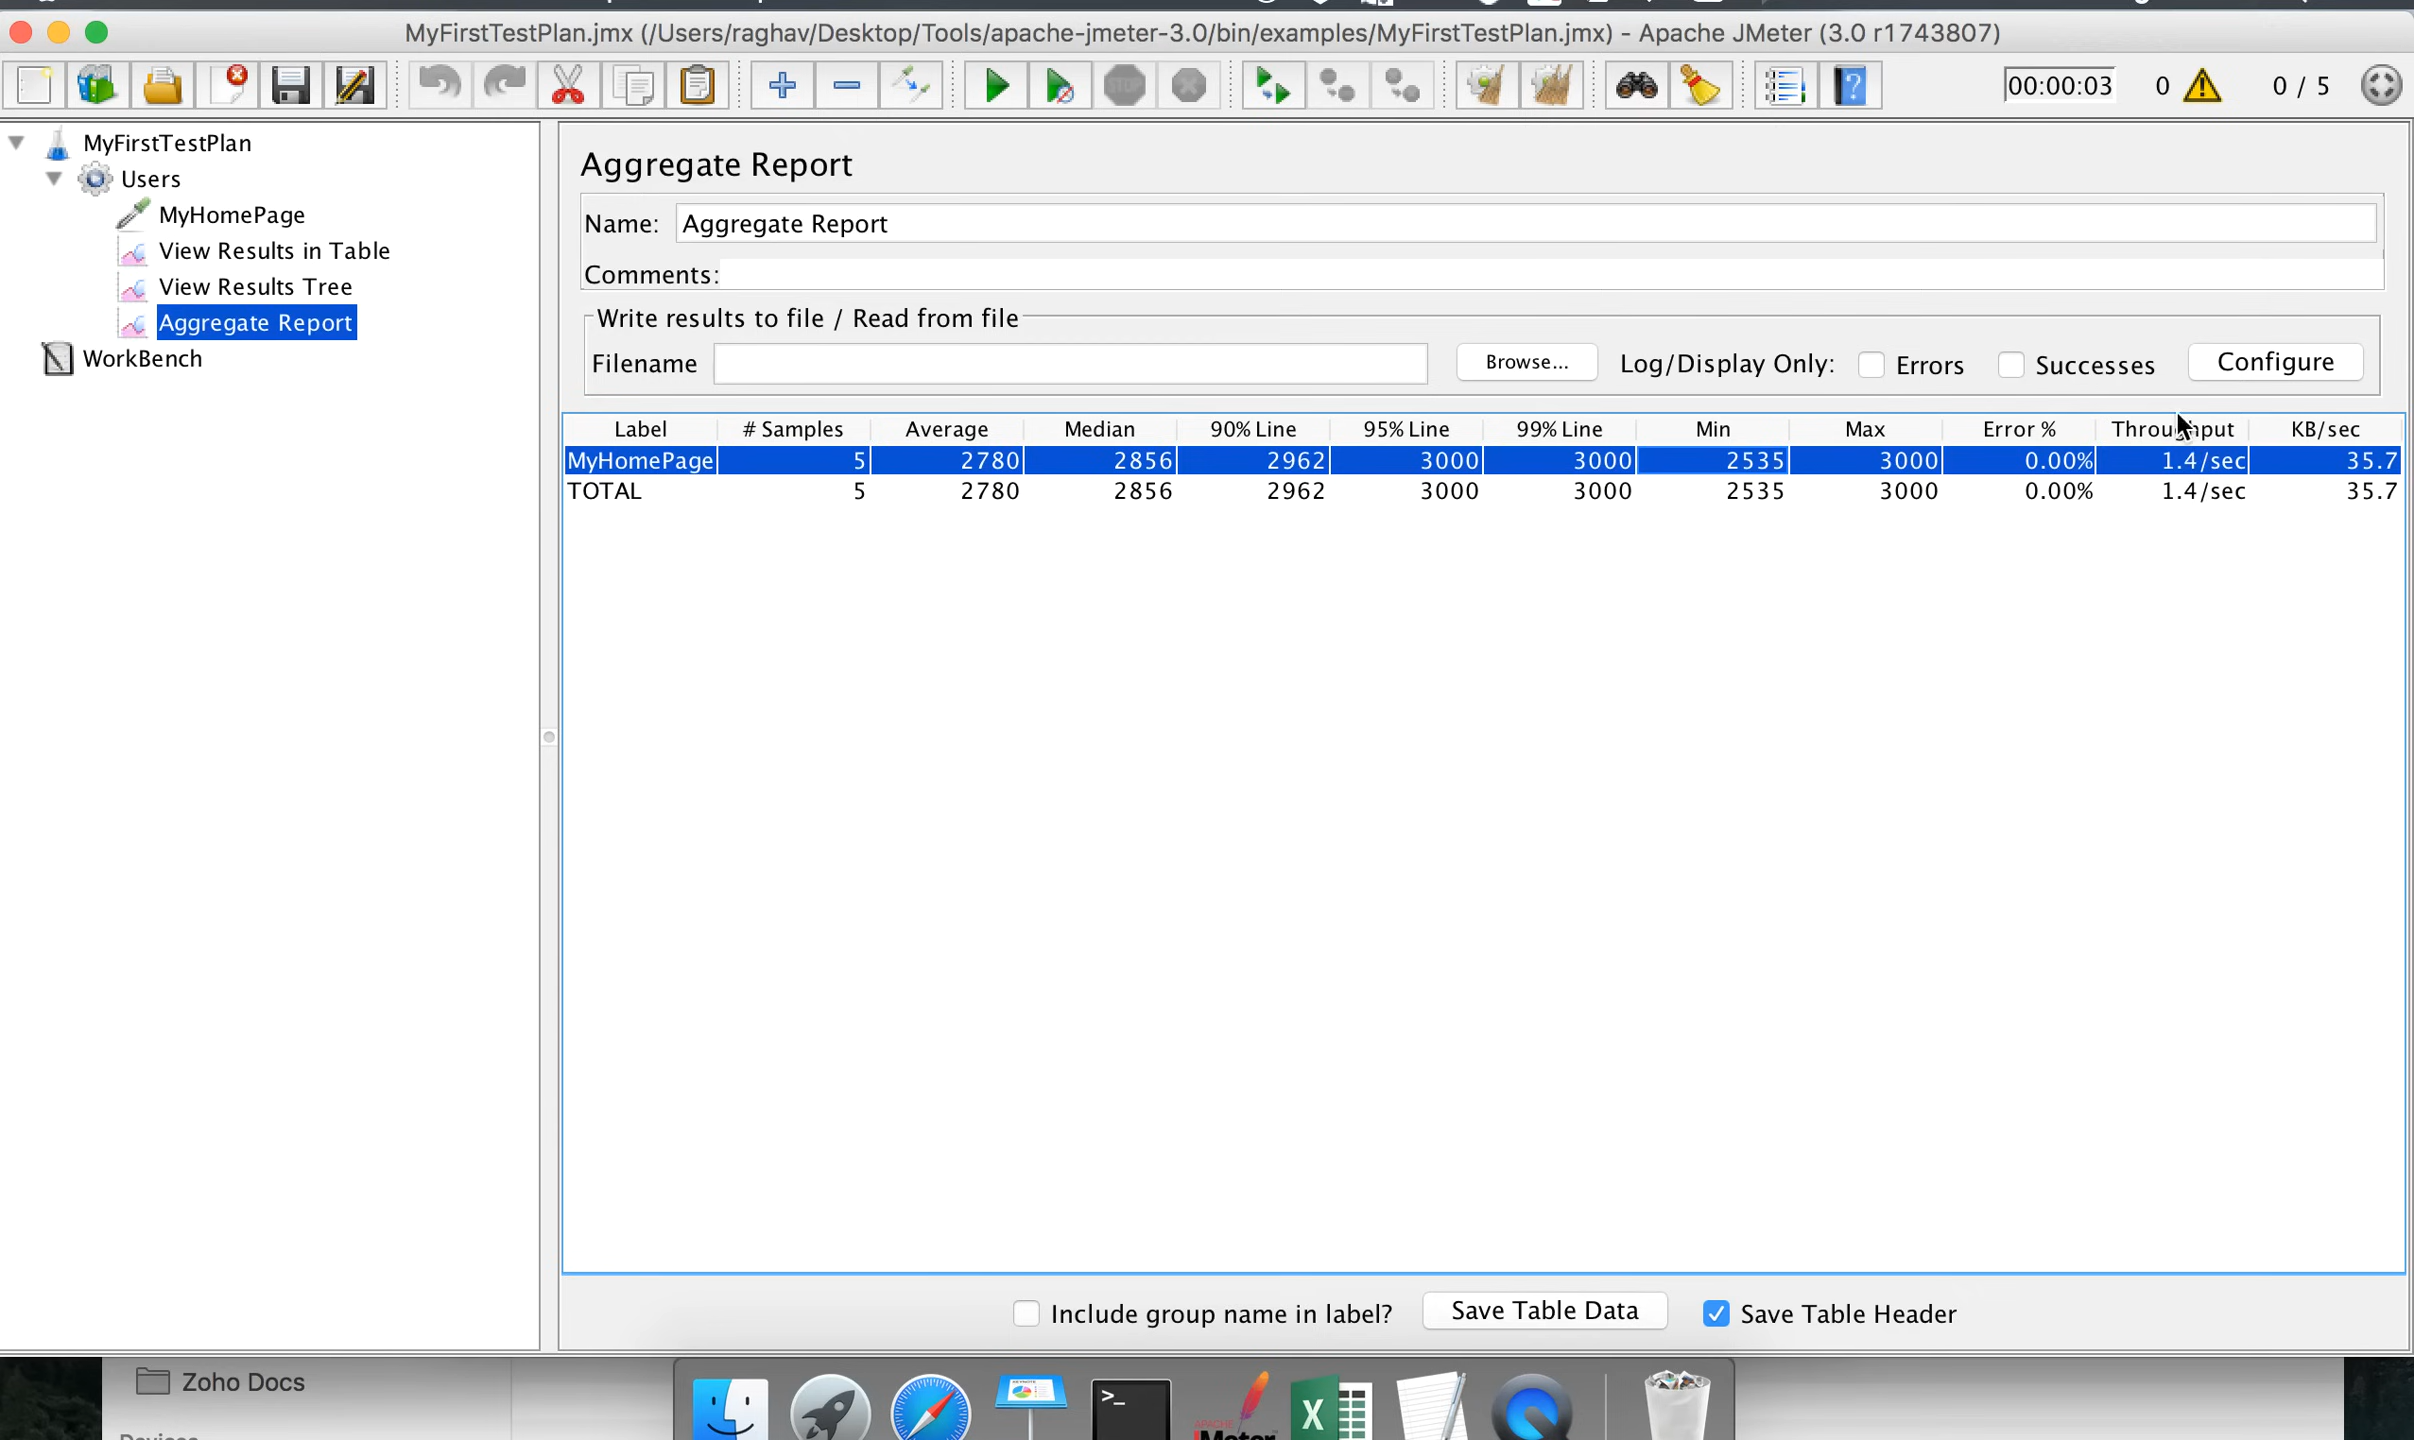 MyFirstTestPlan.jmx (/Users/raghav/Desktop/Tools/apache-jmeter-3.0/bin/examples/MyFirstTestPlan.jmx) - Apache JMeter (3.0 r1743807)
STOP
00:00:03 0 0 / 5
MyFirstTestPlan
Users
MyHomePage
View Results in Table
View Results Tree
Aggregate Report
WorkBench
Aggregate Report
Name: Aggregate Report
Comments:
Write results to file / Read from file
Filename Browse... Log/Display Only: Errors Successes Configure
Label # Samples Average Median 90% Line 95% Line 99% Line Min Max Error % Throughput KB/sec
MyHomePage 5 2780 2856 2962 3000 3000 2535 3000 0.00% 1.4/sec 35.7
TOTAL 5 2780 2856 2962 3000 3000 2535 3000 0.00% 1.4/sec 35.7
Include group name in label? Save Table Data Save Table Header
Zoho Docs